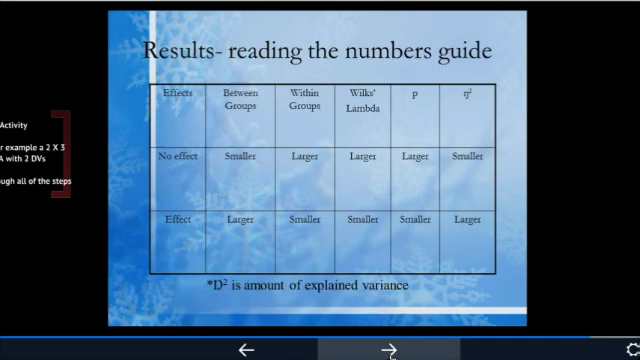 Results- reading the numbers guide
Effects Between Groups Within Groups Wilks' Lambda p η²
No effect Smaller Larger Larger Larger Smaller
Effect Larger Smaller Smaller Smaller Larger
*D² is amount of explained variance
Activity
example a 2 X 3
with 2 DVs
all of the steps